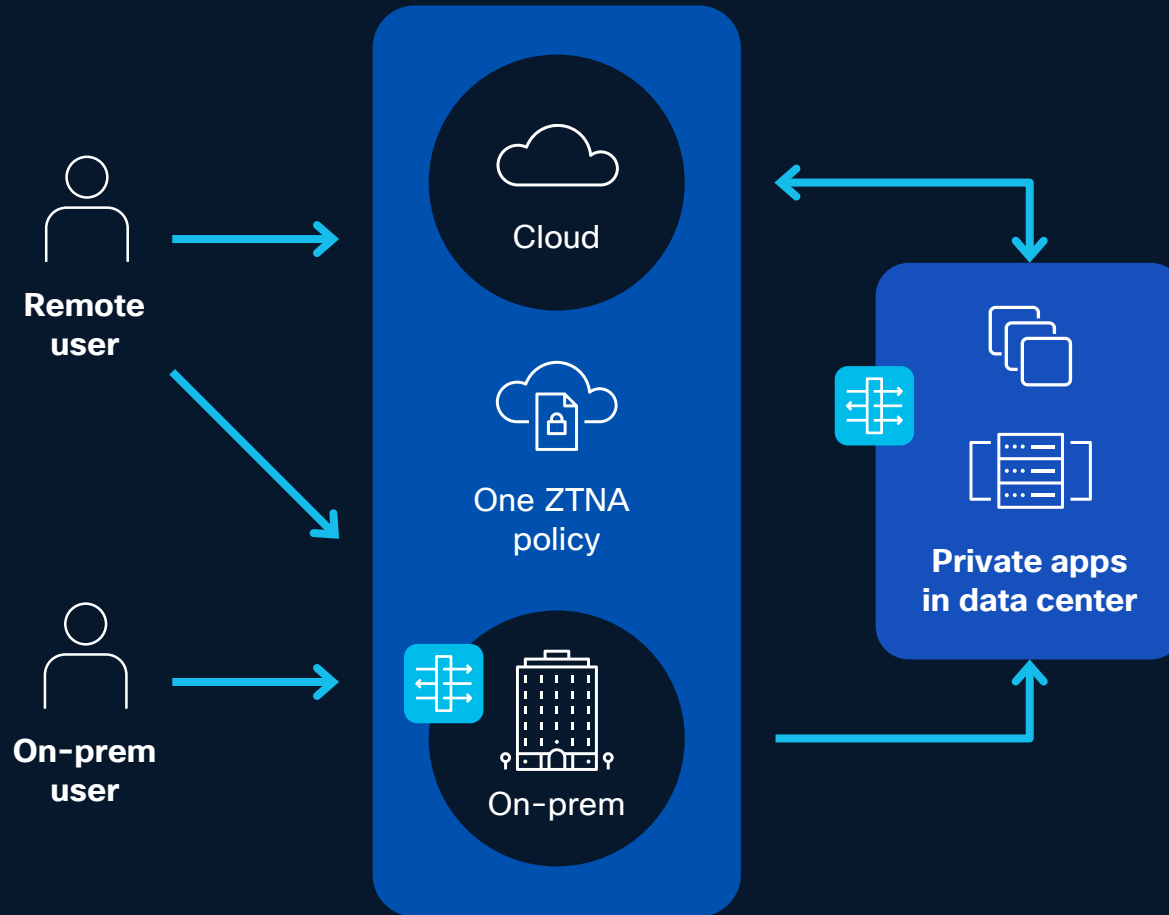 Cloud
Remote
user
One ZTNA
policy
Private apps
in data center
On-prem
user
On-prem